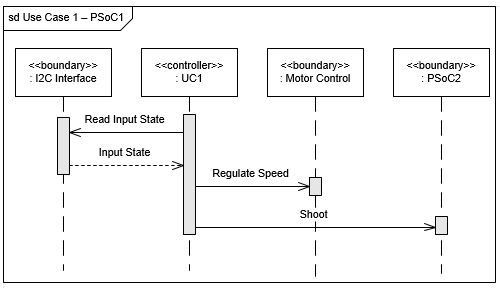 sd Use Case 1 – PSoC1
<<boundary>>
: I2C Interface
<<controller>>
: UC1
<<boundary>>
: Motor Control
<<boundary>>
: PSoC2
Read Input State
Input State
Regulate Speed
Shoot